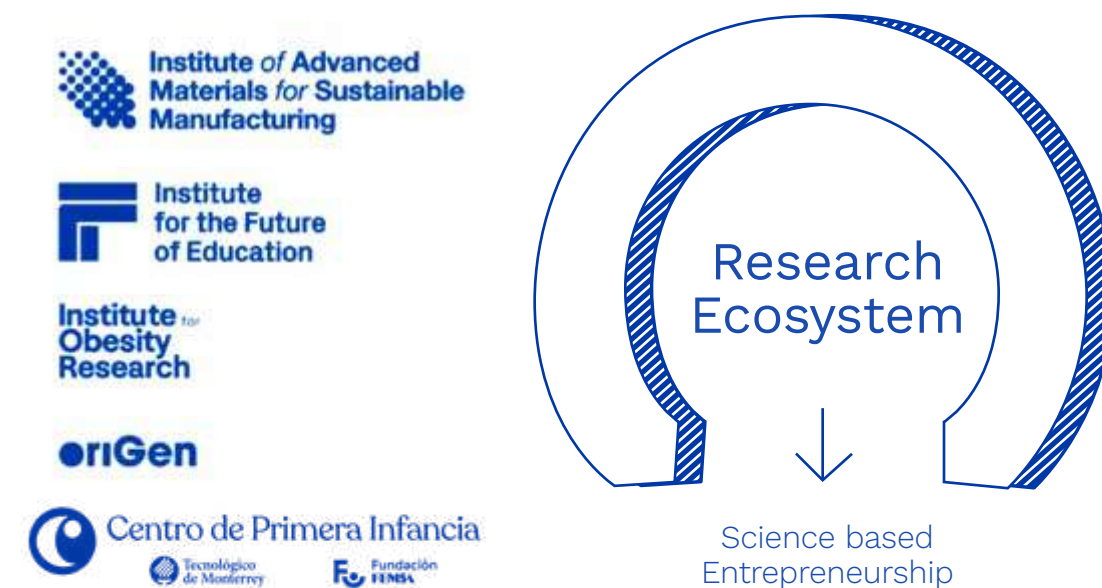 Institute of Advanced
Materials for Sustainable
Manufacturing
Institute
for the Future
of Education
Institute for
Obesity
Research
oriGen
Centro de Primera Infancia
Tecnológico
de Monterrey
Fundación
FEMSA
Research
Ecosystem
Science based
Entrepreneurship